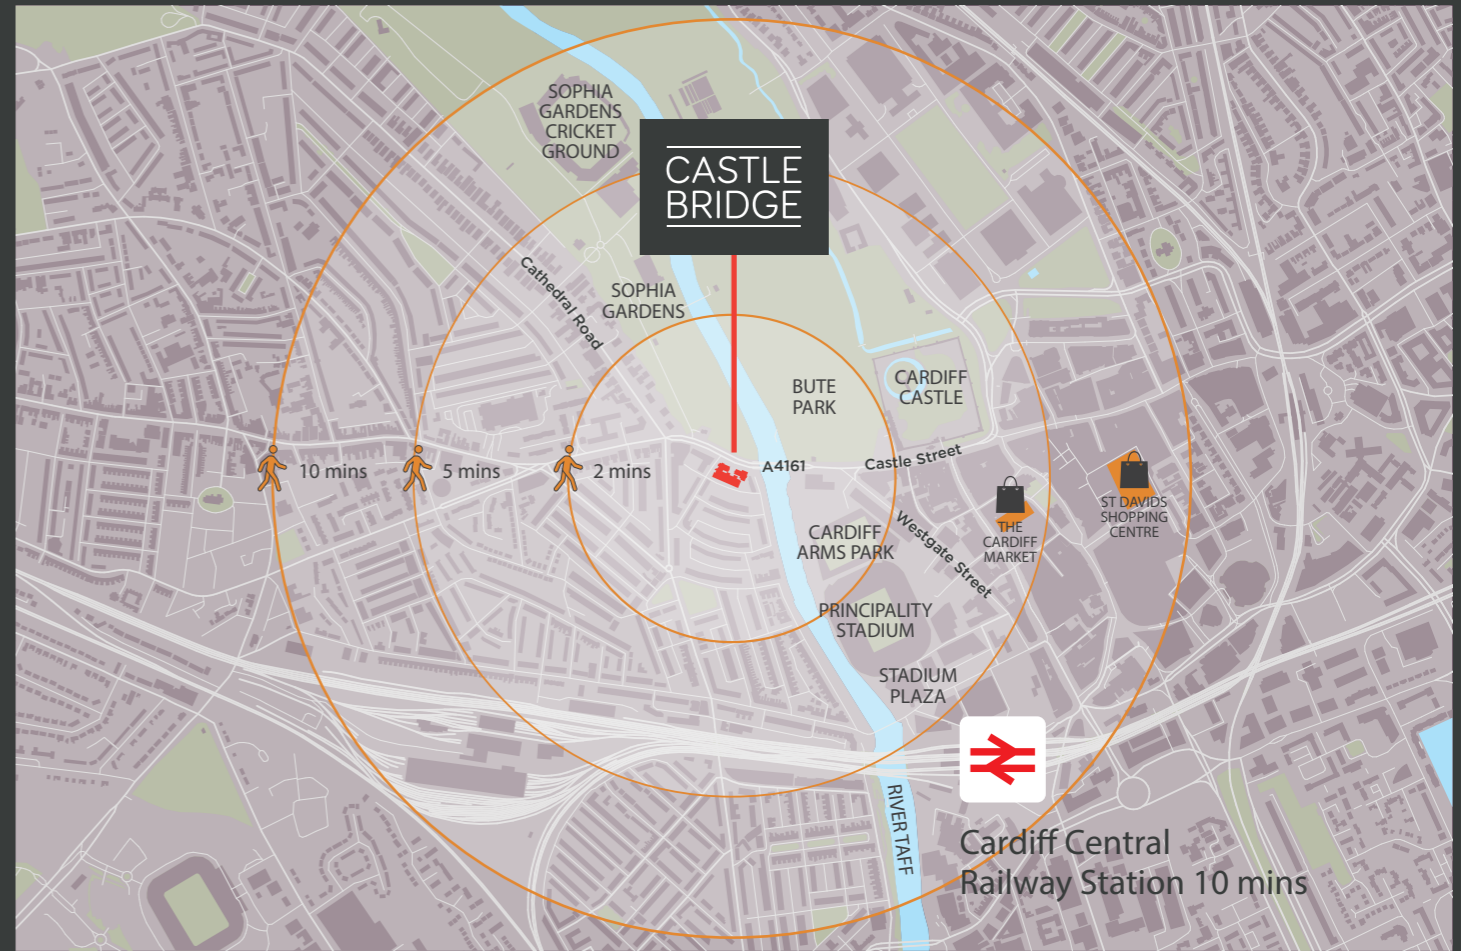 SOPHIA
GARDENS
CRICKET
GROUND
CASTLE
BRIDGE
Cathedral Road
SOPHIA
GARDENS
BUTE
PARK
CARDIFF
CASTLE
10 mins
5 mins
2 mins
A4161
Castle Street
CARDIFF
ARMS PARK
Westgate Street
THE
CARDIFF
MARKET
ST DAVIDS
SHOPPING
CENTRE
PRINCIPALITY
STADIUM
STADIUM
PLAZA
RIVER TAFF
Cardiff Central
Railway Station 10 mins